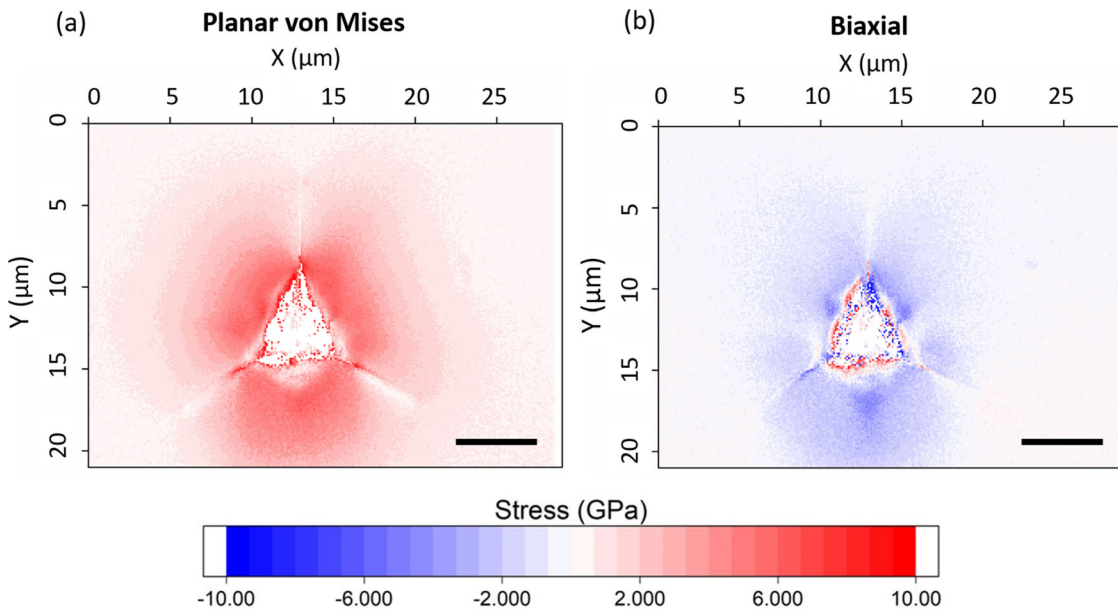 (a)
Planar von Mises
X (µm)
0 5 10 15 20 25
0
5
10
15
20
Y (µm)
(b)
Biaxial
X (µm)
0 5 10 15 20 25
0
5
10
15
20
Y (µm)
Stress (GPa)
-10.00 -6.000 -2.000 2.000 6.000 10.00